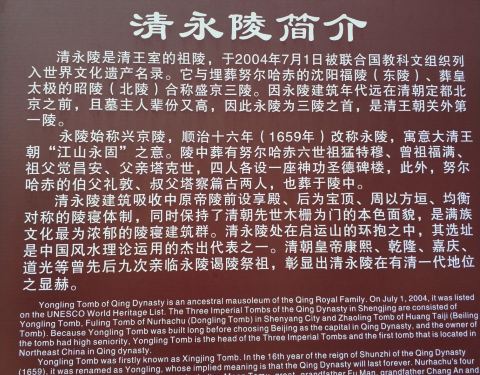 清永陵简介
清永陵是清王室的祖陵，于2004年7月1日被联合国教科文组织列
入世界文化遗产名录。它与埋葬努尔哈赤的沈阳福陵（东陵）、葬皇
太极的昭陵（北陵）合称盛京三陵。因永陵建筑年代远在清朝定都北
京之前，且墓主人辈份又高，因此永陵为三陵之首，是清王朝关外第
一陵。
永陵始称兴京陵，顺治十六年（1659年）改称永陵，寓意大清王
朝“江山永固”之意。陵中葬有努尔哈赤六世祖猛特穆、曾祖福满、
祖父觉昌安、父亲塔克世，四人各设一座神功圣德碑楼，此外，努尔
哈赤的伯父礼敦、叔父塔察篇古两人，也葬于陵中。
清永陵建筑吸收中原帝陵前设享殿、后为宝顶、周以方垣、均衡
对称的陵寝体制，同时保持了清朝先世木栅为门的本色面貌，是满族
文化最为浓郁的陵寝建筑群。清永陵处在启运山的环抱之中，其选址
是中国风水理论运用的杰出代表之一。清朝皇帝康熙、乾隆、嘉庆、
道光等曾先后九次亲临永陵谒陵祭祖，彰显出清永陵在有清一代地位
之显赫。
Yongling Tomb of Qing Dynasty is an ancestral mausoleum of the Qing Royal Family. On July 1, 2004, it was listed
on the UNESCO World Heritage List. The Three Imperial Tombs of the Qing Dynasty in Shengjing are consisted of
Yongling Tomb, Fuling Tomb of Nurhachu (Dongling Tomb) in Shenyang City and Zhaoling Tomb of Huang Taiji (Beiling
Tomb). Because Yongling Tomb was built long before choosing Beijing as the capital in Qing Dynasty, and the owner of
the tomb had high seniority, Yongling Tomb is the head of the Three Imperial Tombs and the first tomb that is located in
Northeast China in Qing dynasty.
Yongling Tomb was firstly known as Xingjing Tomb. In the 16th year of the reign of Shunzhi of the Qing Dynasty
(1659), it was renamed as Yongling, whose implied meaning is that the Qing Dynasty will last forever. Nurhachu's four
grandfather Fu Man, grandfather Chang An and